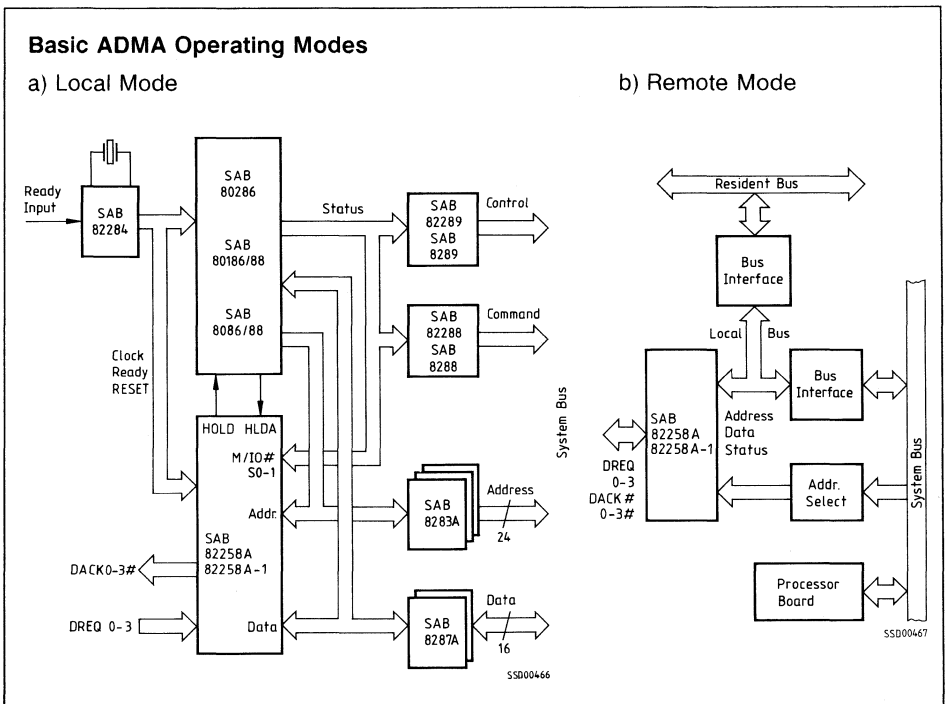 Basic ADMA Operating Modes
a) Local Mode
Ready
Input
SAB
82284
SAB
80286
SAB
80186/88
SAB
8086/88
Status
SAB
82289
SAB
8289
Control
SAB
82288
SAB
8288
Command
Clock
Ready
RESET
HOLD HLDA
M/IO#
S0-1
Addr.
SAB
82258A
82258A-1
Data
DACK0-3#
DREQ 0-3
SAB
8283A
Address
24
SAB
8287A
Data
16
System Bus
SSD00466
b) Remote Mode
Resident Bus
Bus
Interface
Local Bus
Bus
Interface
SAB
82258A
82258A-1
Address
Data
Status
DREQ
0-3
DACK#
0-3#
Addr.
Select
Processor
Board
System Bus
SSD00467